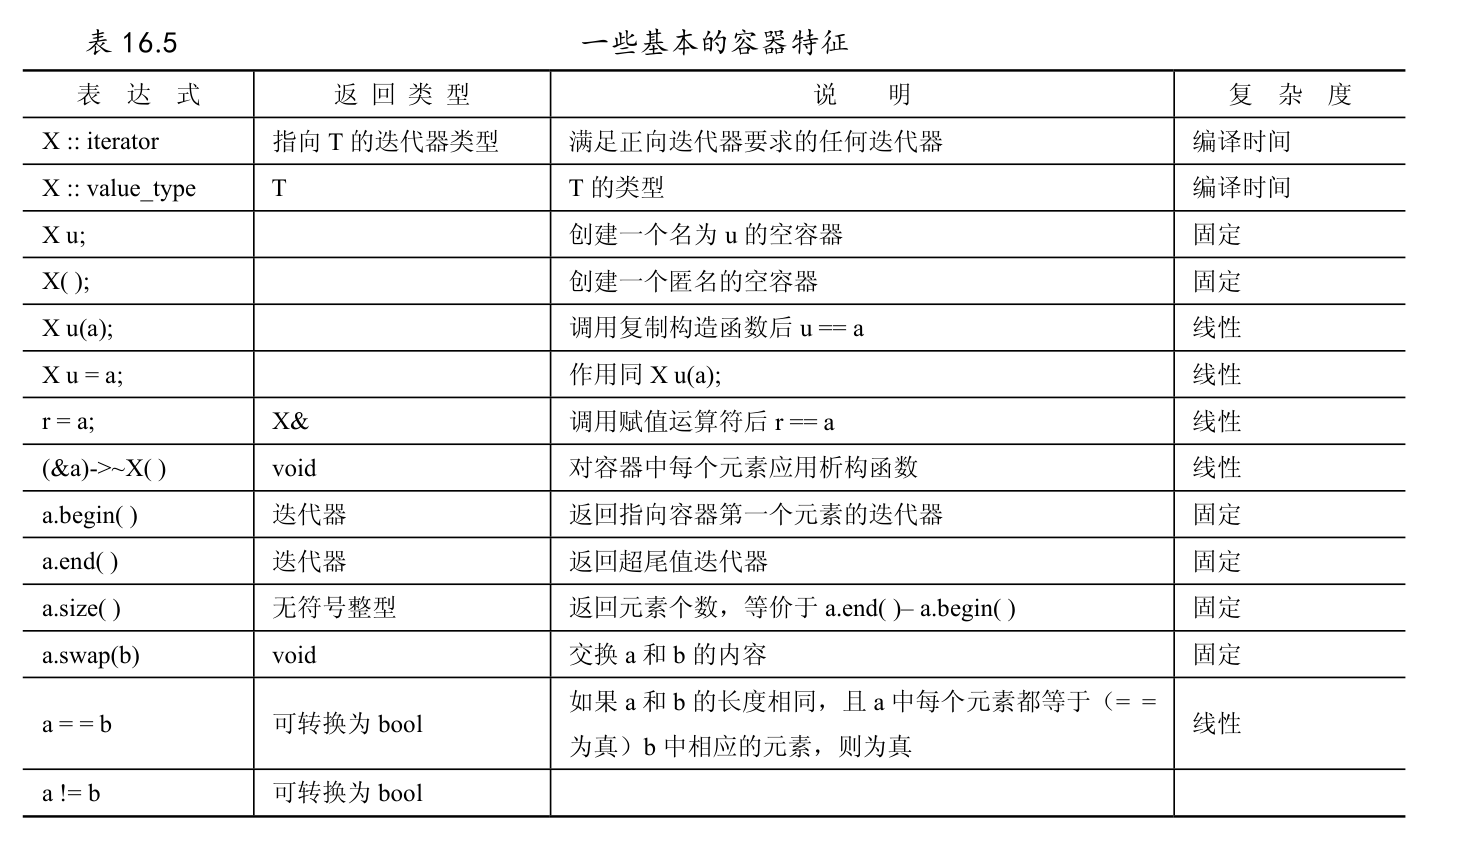 表 16.5 一些基本的容器特征
表 达 式 返 回 类 型 说 明 复 杂 度
X :: iterator 指向 T 的迭代器类型 满足正向迭代器要求的任何迭代器 编译时间
X :: value_type T T 的类型 编译时间
X u; 创建一个名为 u 的空容器 固定
X( ); 创建一个匿名的空容器 固定
X u(a); 调用复制构造函数后 u == a 线性
X u = a; 作用同 X u(a); 线性
r = a; X& 调用赋值运算符后 r == a 线性
(&a)->~X( ) void 对容器中每个元素应用析构函数 线性
a.begin( ) 迭代器 返回指向容器第一个元素的迭代器 固定
a.end( ) 迭代器 返回超尾值迭代器 固定
a.size( ) 无符号整型 返回元素个数，等价于 a.end( )– a.begin( ) 固定
a.swap(b) void 交换 a 和 b 的内容 固定
a = = b 可转换为 bool 如果 a 和 b 的长度相同，且 a 中每个元素都等于（= =
为真）b 中相应的元素，则为真 线性
a != b 可转换为 bool